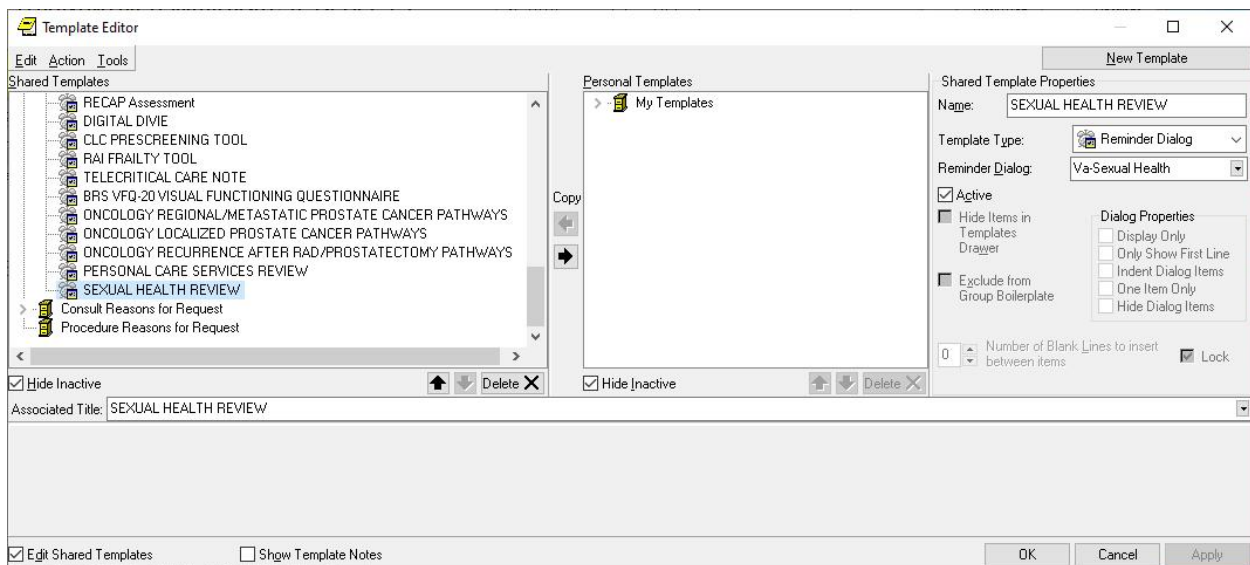 Template Editor
Edit Action Tools
New Template
Shared Templates
RECAP Assessment
DIGITAL DIVIE
CLC PRESCREENING TOOL
RAI FRAILTY TOOL
TELECRITICAL CARE NOTE
BRS VFQ-20 VISUAL FUNCTIONING QUESTIONNAIRE
ONCOLOGY REGIONAL/METASTATIC PROSTATE CANCER PATHWAYS
ONCOLOGY LOCALIZED PROSTATE CANCER PATHWAYS
ONCOLOGY RECURRENCE AFTER RAD/PROSTATECTOMY PATHWAYS
PERSONAL CARE SERVICES REVIEW
SEXUAL HEALTH REVIEW
Consult Reasons for Request
Procedure Reasons for Request
Hide Inactive
Delete
Copy
Personal Templates
My Templates
Hide Inactive
Delete
Shared Template Properties
Name: SEXUAL HEALTH REVIEW
Template Type: Reminder Dialog
Reminder Dialog: Va-Sexual Health
Active
Hide Items in
Templates
Drawer
Exclude from
Group Boilerplate
Dialog Properties
Display Only
Only Show First Line
Indent Dialog Items
One Item Only
Hide Dialog Items
0 Number of Blank Lines to insert
between items
Lock
Associated Title: SEXUAL HEALTH REVIEW
Edit Shared Templates
Show Template Notes
OK
Cancel
Apply